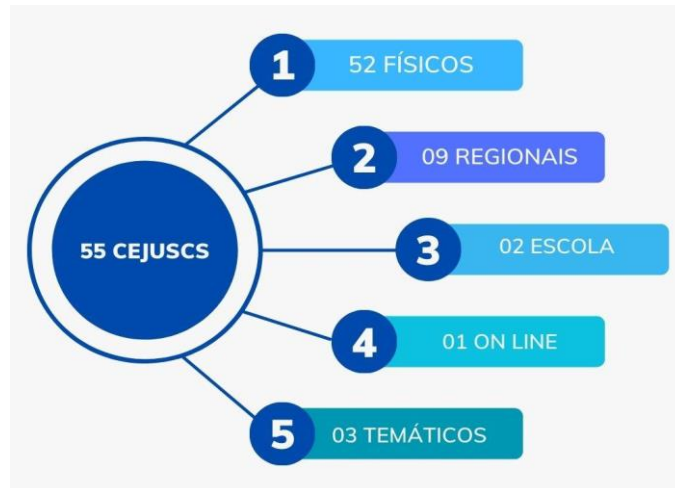 55 CEJUSCS
1
52 FÍSICOS
2
09 REGIONAIS
3
02 ESCOLA
4
01 ON LINE
5
03 TEMÁTICOS